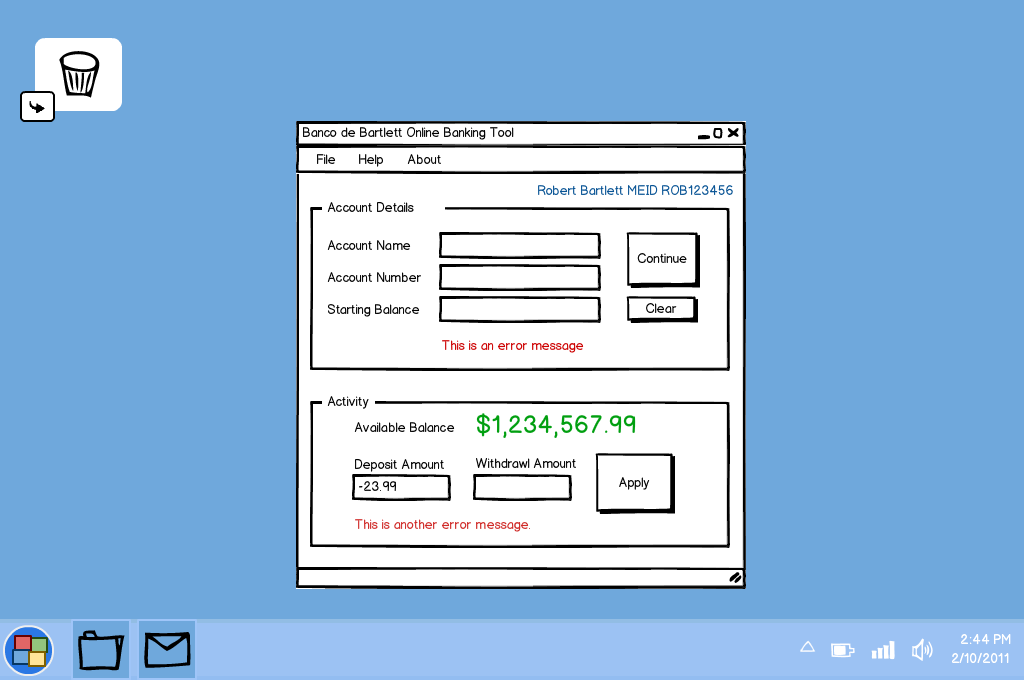 Banco de Bartlett Online Banking Tool
File Help About
Robert Bartlett MEID ROB123456
Account Details
Account Name
Continue
Account Number
Starting Balance
Clear
This is an error message
Activity
Available Balance $1,234,567.99
Deposit Amount Withdrawl Amount
-23.99
Apply
This is another error message.
2:44 PM
2/10/2011